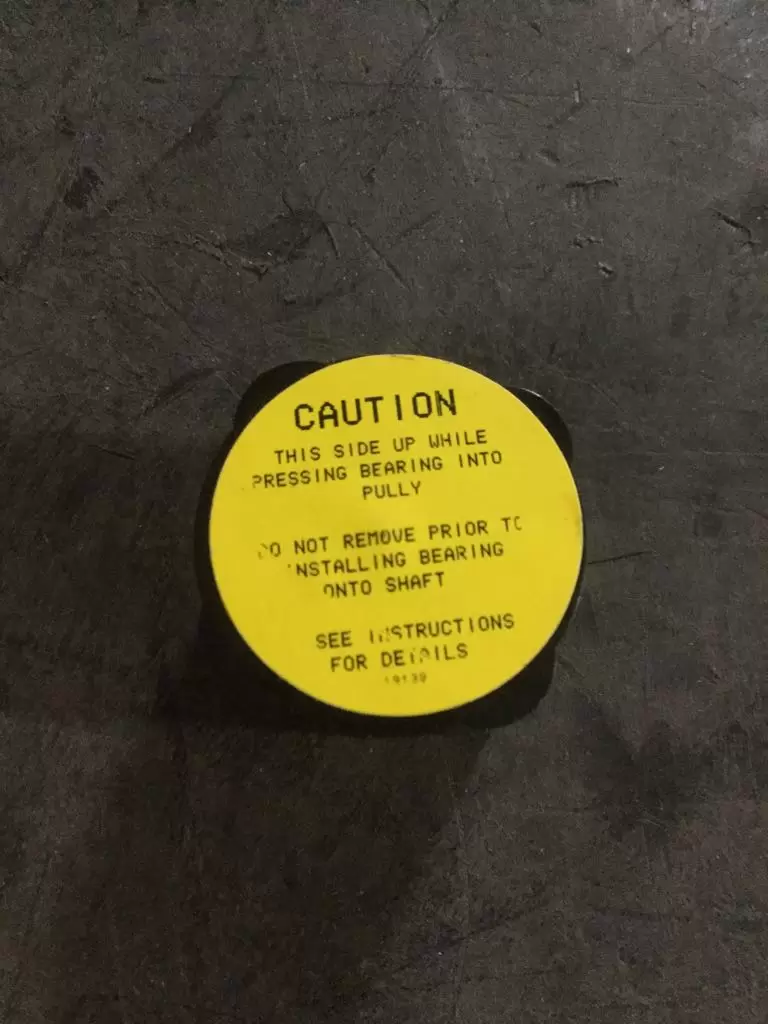 CAUTION
THIS SIDE UP WHILE
PRESSING BEARING INTO
PULLY
DO NOT REMOVE PRIOR TO
INSTALLING BEARING
ONTO SHAFT
SEE INSTRUCTIONS
FOR DETAILS